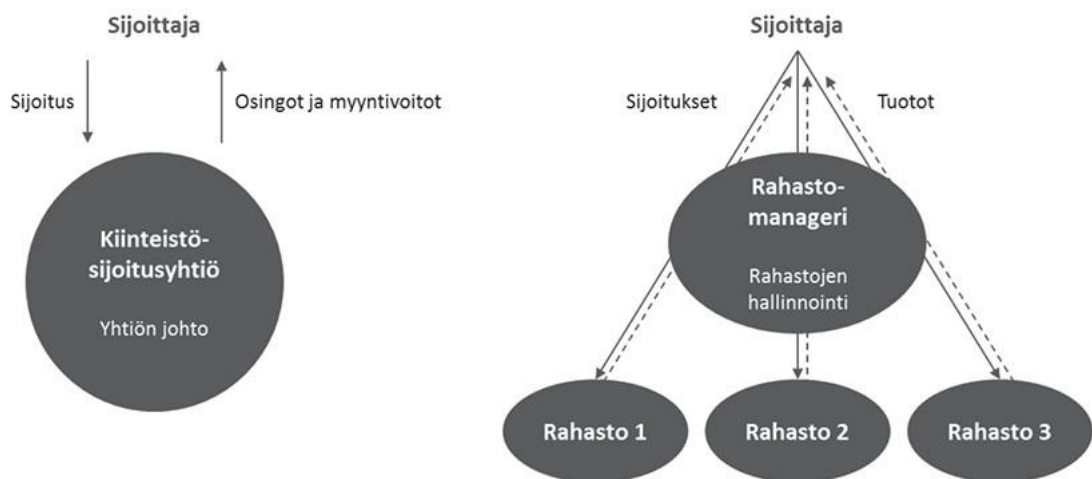 Sijoittaja
Sijoitus
Osingot ja myyntivoitot
Kiinteistö-
sijoitusyhtiö
Yhtiön johto
Sijoittaja
Sijoitukset
Tuotot
Rahasto-
manageri
Rahastojen
hallinnointi
Rahasto 1
Rahasto 2
Rahasto 3